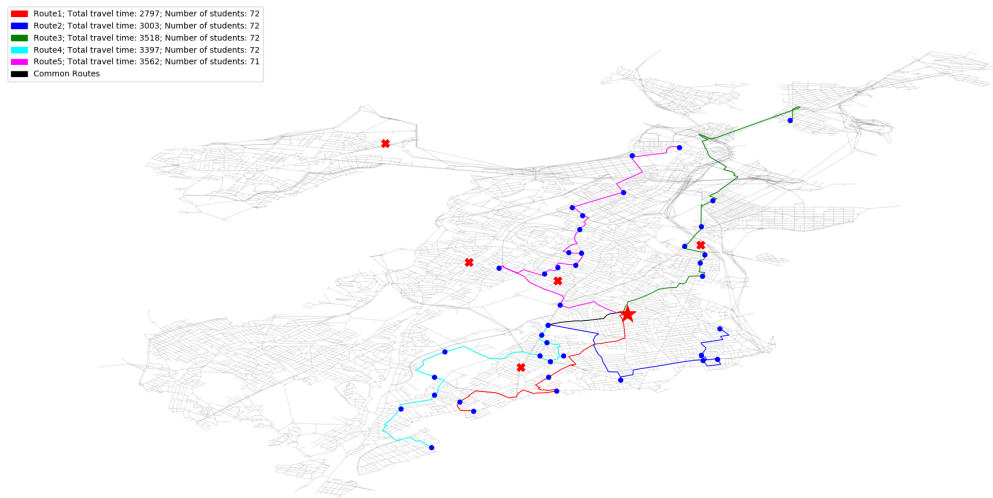 Route1; Total travel time: 2797; Number of students: 72
Route2; Total travel time: 3003; Number of students: 72
Route3; Total travel time: 3518; Number of students: 72
Route4; Total travel time: 3397; Number of students: 72
Route5; Total travel time: 3562; Number of students: 71
Common Routes